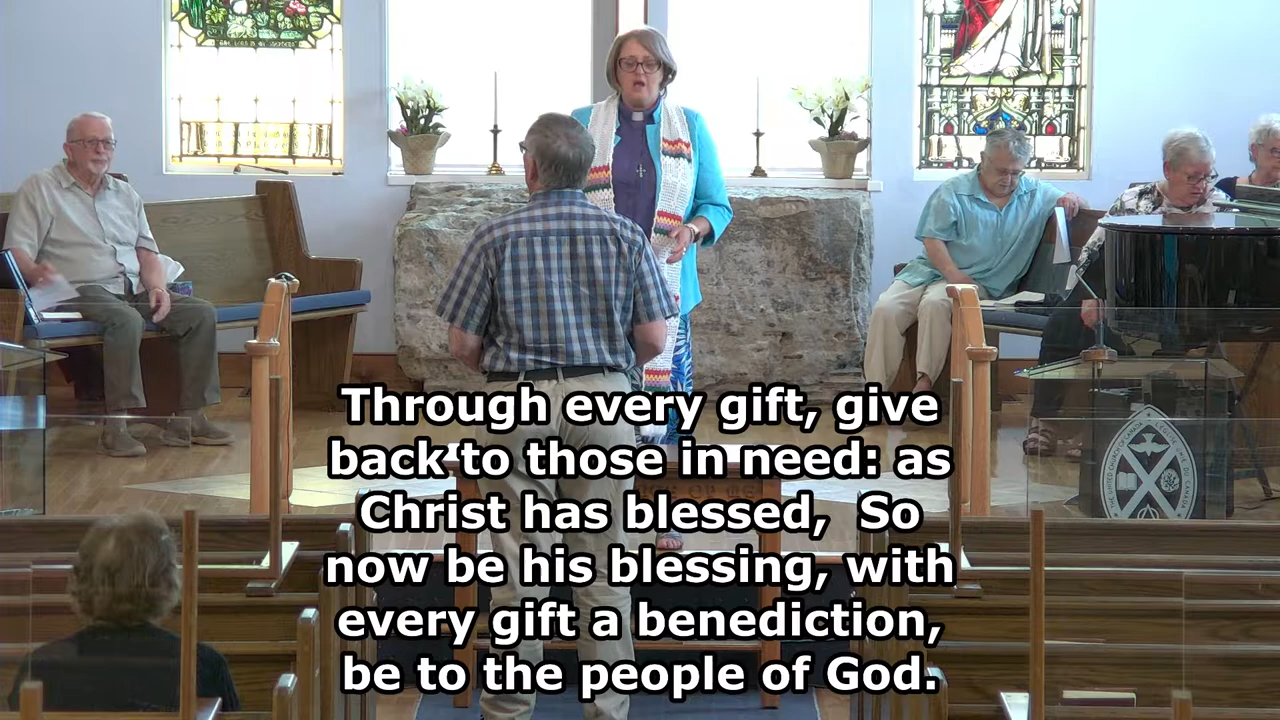 Through every gift, give
back to those in need: as
Christ has blessed,  So
now be his blessing, with
every gift a benediction,
be to the people of God.